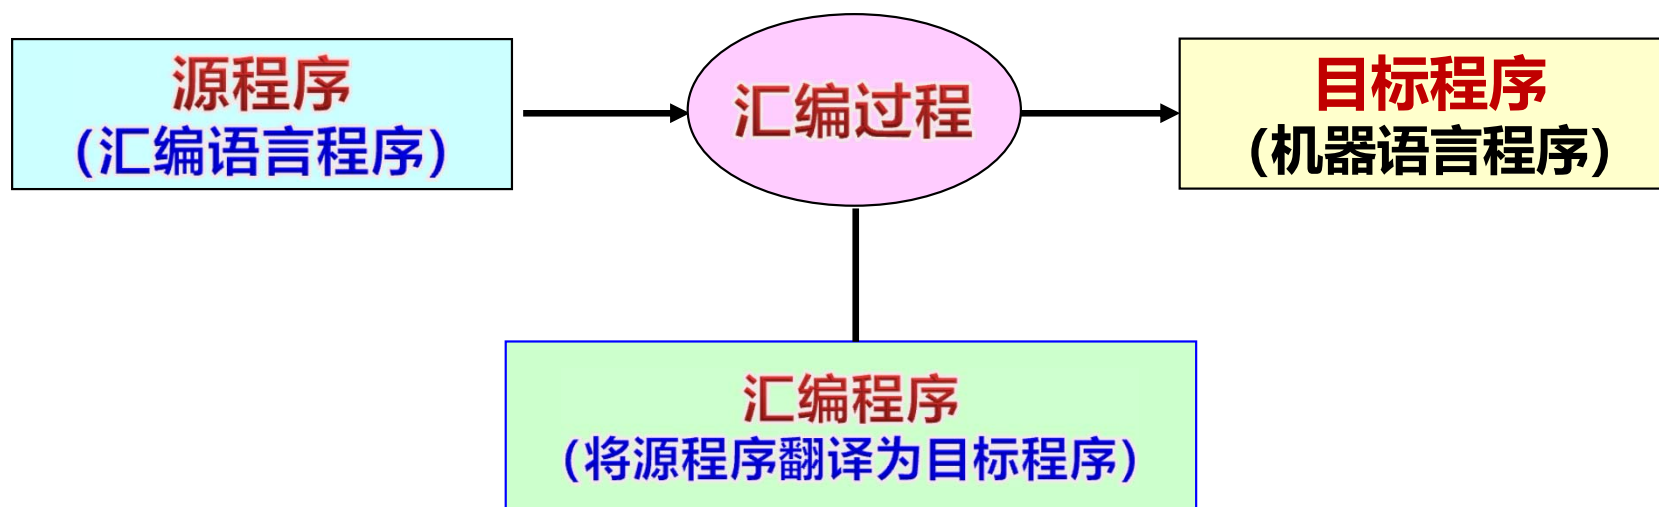 源程序
（汇编语言程序）
汇编过程
目标程序
（机器语言程序）
汇编程序
（将源程序翻译为目标程序）